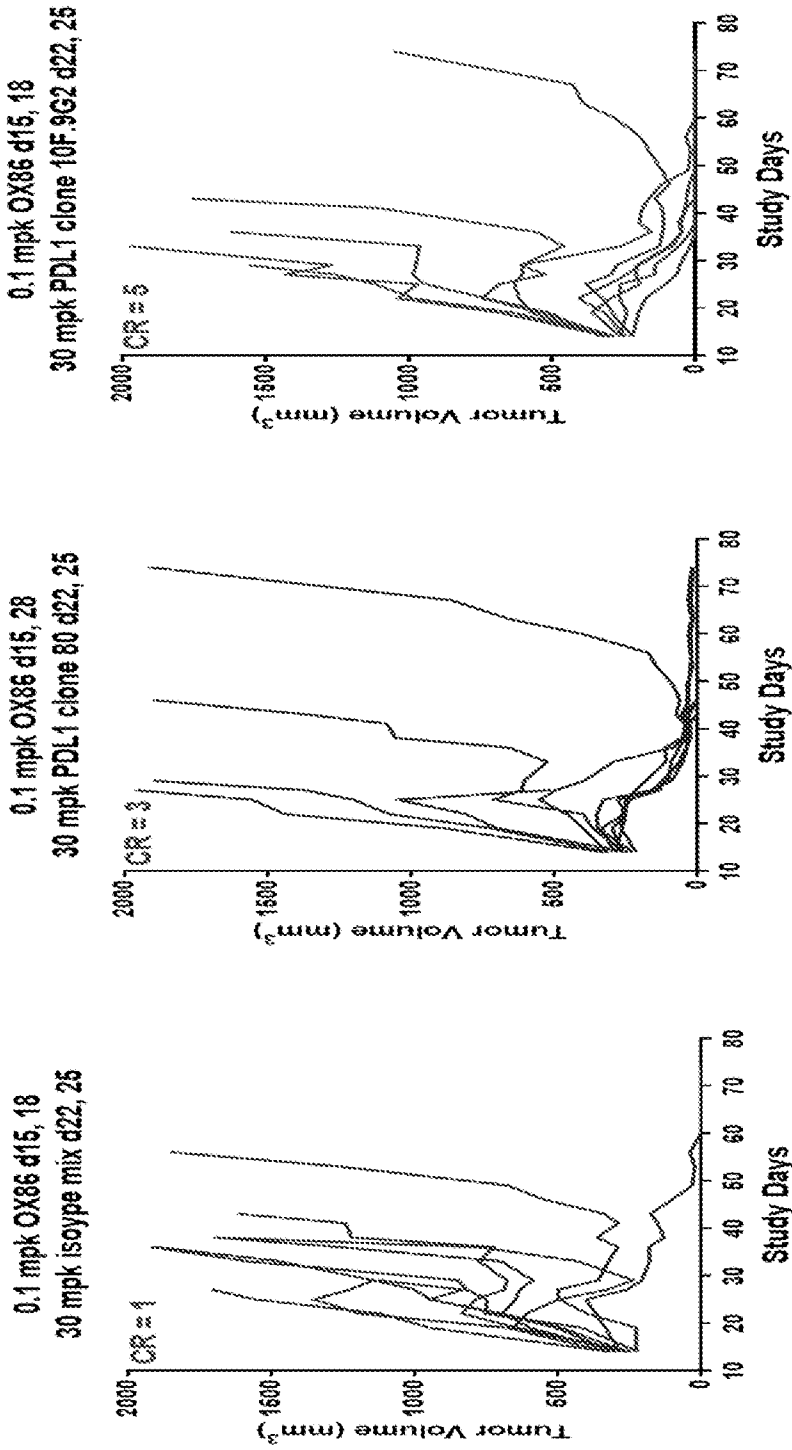 0.1 mpk OX86 d15, 18
30 mpk isoype mix d22, 25
CR = 1
Tumor Volume (mm³)
2000
1500
1000
500
0
10 20 30 40 50 60 70 80
Study Days
0.1 mpk OX86 d15, 28
30 mpk PDL1 clone 80 d22, 25
CR = 3
Tumor Volume (mm³)
2000
1500
1000
500
0
10 20 30 40 50 60 70 80
Study Days
0.1 mpk OX86 d15, 18
30 mpk PDL1 clone 10F.9G2 d22, 25
CR = 5
Tumor Volume (mm³)
2000
1500
1000
500
0
10 20 30 40 50 60 70 80
Study Days